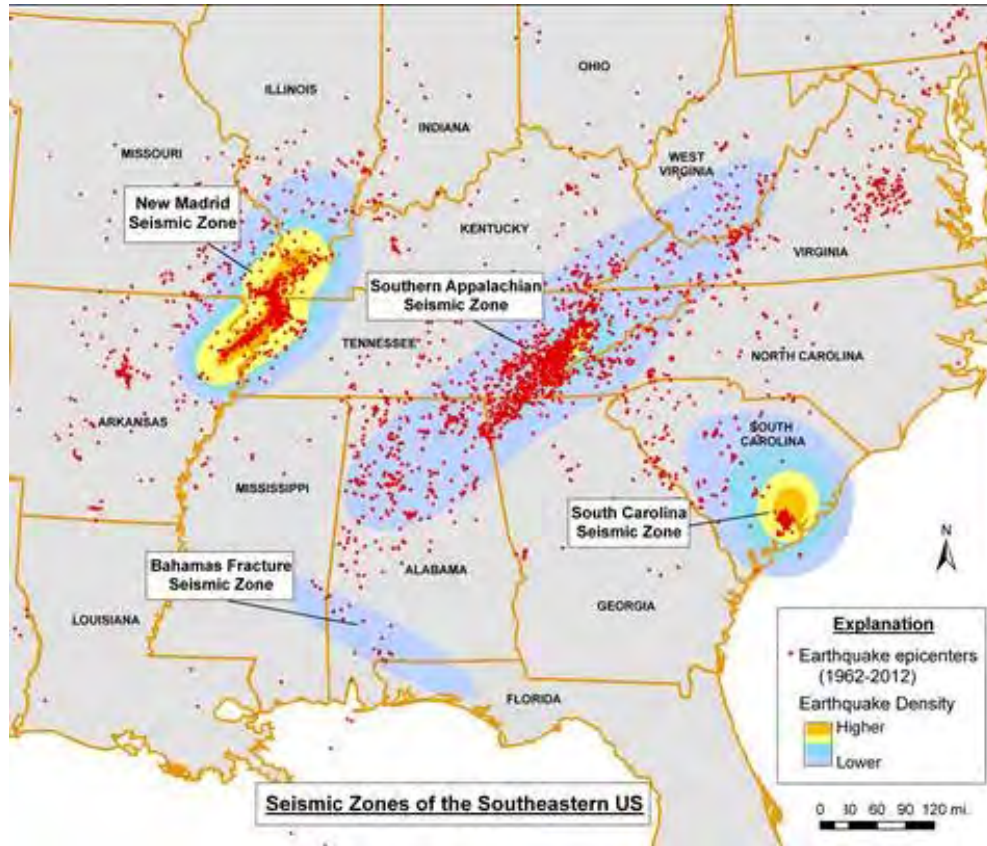 OHIO
ILLINOIS
INDIANA
MISSOURI
WEST
VIRGINIA
New Madrid
Seismic Zone
KENTUCKY
VIRGINIA
Southern Appalachian
Seismic Zone
TENNESSEE
NORTH CAROLINA
ARKANSAS
SOUTH
CAROLINA
MISSISSIPPI
South Carolina
Seismic Zone
N
Bahamas Fracture
Seismic Zone
ALABAMA
GEORGIA
LOUISIANA
Explanation
Earthquake epicenters
(1962-2012)
Earthquake Density
Higher
Lower
FLORIDA
Seismic Zones of the Southeastern US
0 30 60 90 120 mi.